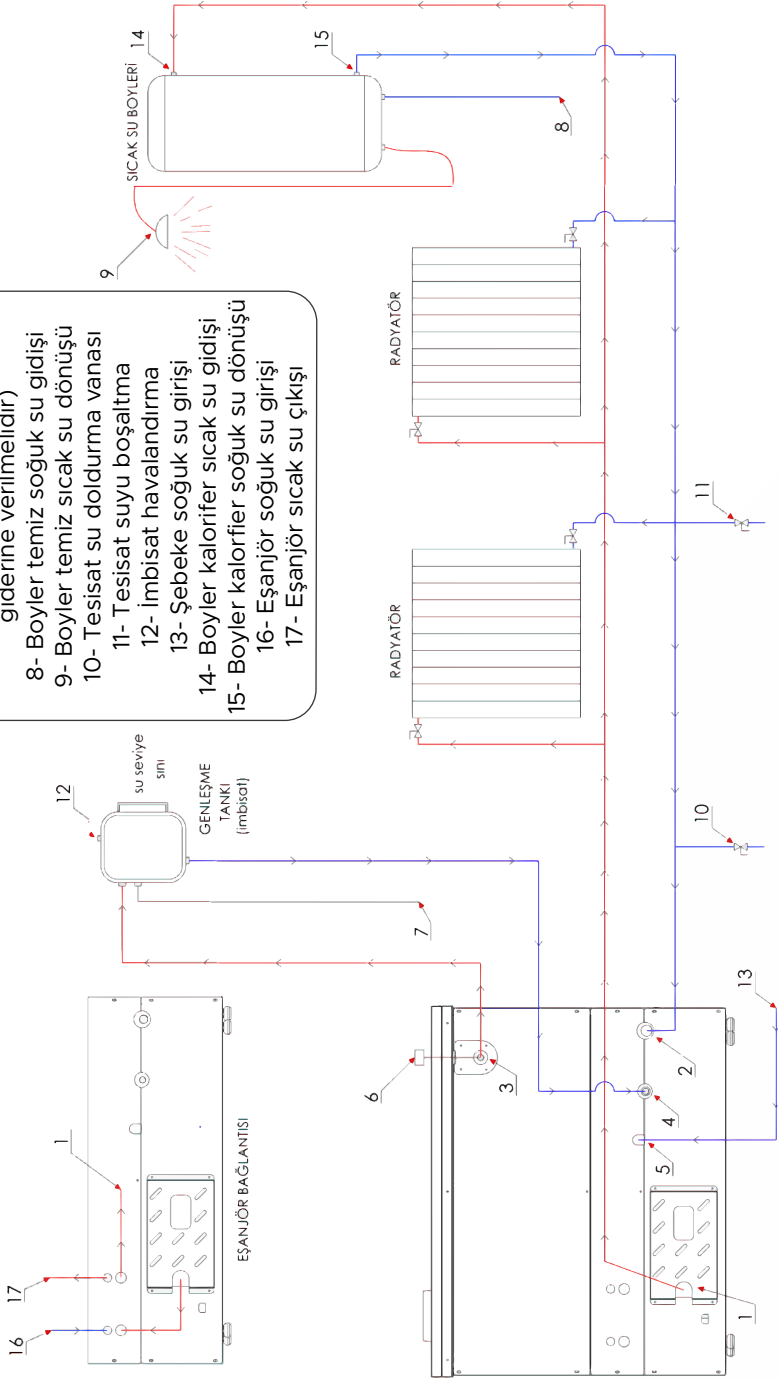 giderine verilmelidir)
8- Boyler temiz soğuk su gidişi
9- Boyler temiz sıcak su dönüşü
10- Tesisat su doldurma vanası
11- Tesisat suyu boşaltma
12- İmbisat havalandırma
13- Şebeke soğuk su girişi
14- Boyler kalorifer sıcak su gidişi
15- Boyler kalorfier soğuk su dönüşü
16- Eşanjör soğuk su girişi
17- Eşanjör sıcak su çıkışı
16
17
1
EŞANJÖR BAĞLANTISI
12
su seviye
sını
GENLEŞME
TANKI
(imbisat)
7
9
SICAK SU BOYLERİ
14
15
8
6
3
RADYATÖR
RADYATÖR
1
5
4
2
13
10
11